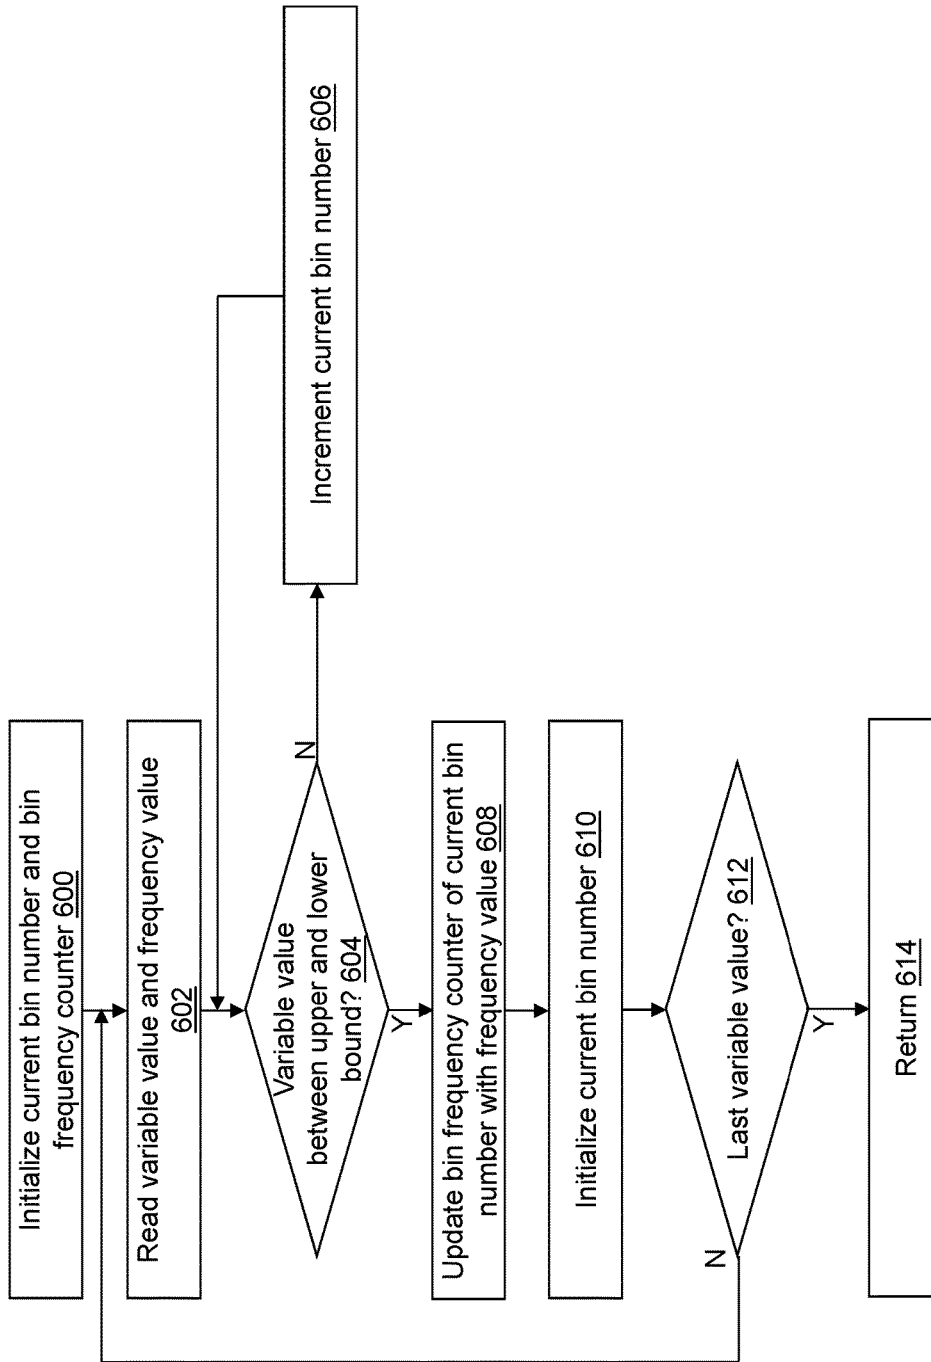 Initialize current bin number and bin
frequency counter 600
Read variable value and frequency value
602
Variable value
between upper and lower
bound? 604
N
Increment current bin number 606
Y
Update bin frequency counter of current bin
number with frequency value 608
Initialize current bin number 610
Last variable value? 612
N
Y
Return 614